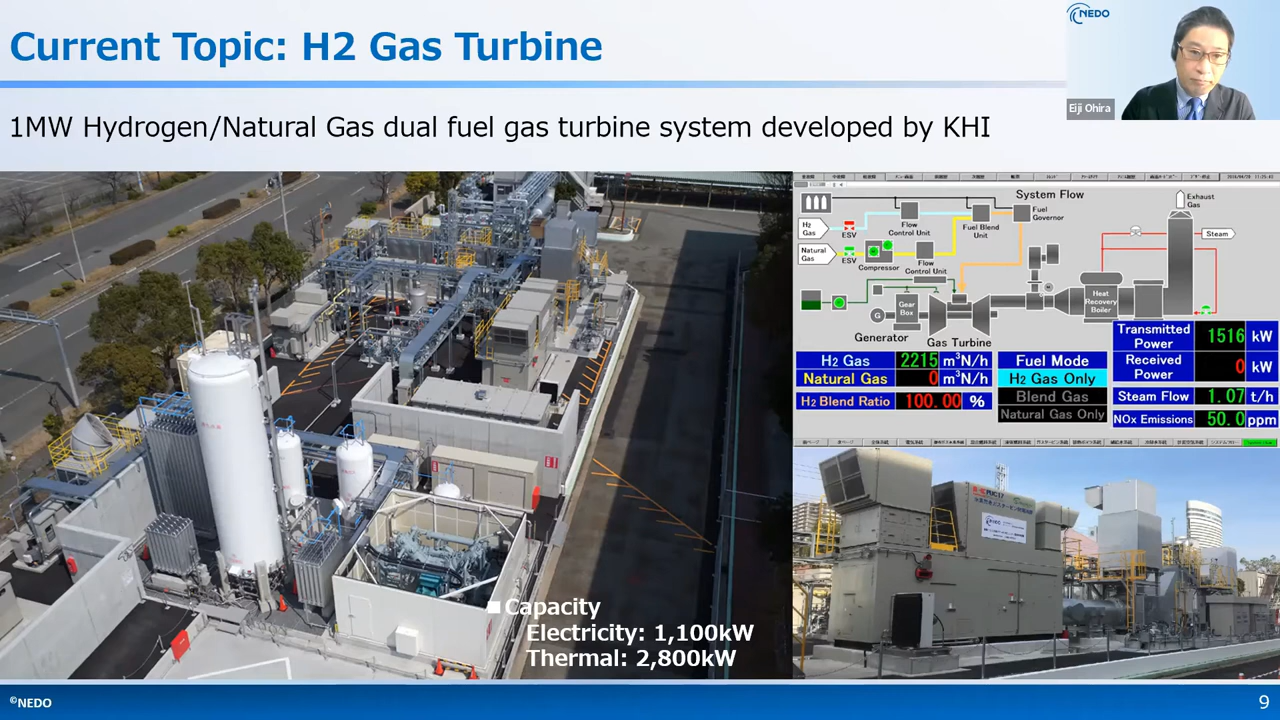 Current Topic: H2 Gas Turbine
NEDO
Eiji Ohira
1MW Hydrogen/Natural Gas dual fuel gas turbine system developed by KHI
System Flow
Exhaust
Gas
H2
Gas
ESV
Flow
Control Unit
Fuel Blend
Unit
Fuel
Governor
Natural
Gas
ESV
Compressor
Flow
Control Unit
Steam
G
Gear
Box
M
Heat
Recovery
Boiler
Generator
Gas Turbine
H2 Gas 2215 m³N/h
Natural Gas 0 m³N/h
H2 Blend Ratio 100.00 %
Fuel Mode
H2 Gas Only
Blend Gas
Natural Gas Only
Transmitted
Power 1516 kW
Received
Power 0 kW
Steam Flow 1.07 t/h
NOx Emissions 50.0 ppm
NEDO
■Capacity
Electricity: 1,100kW
Thermal: 2,800kW
©NEDO
9